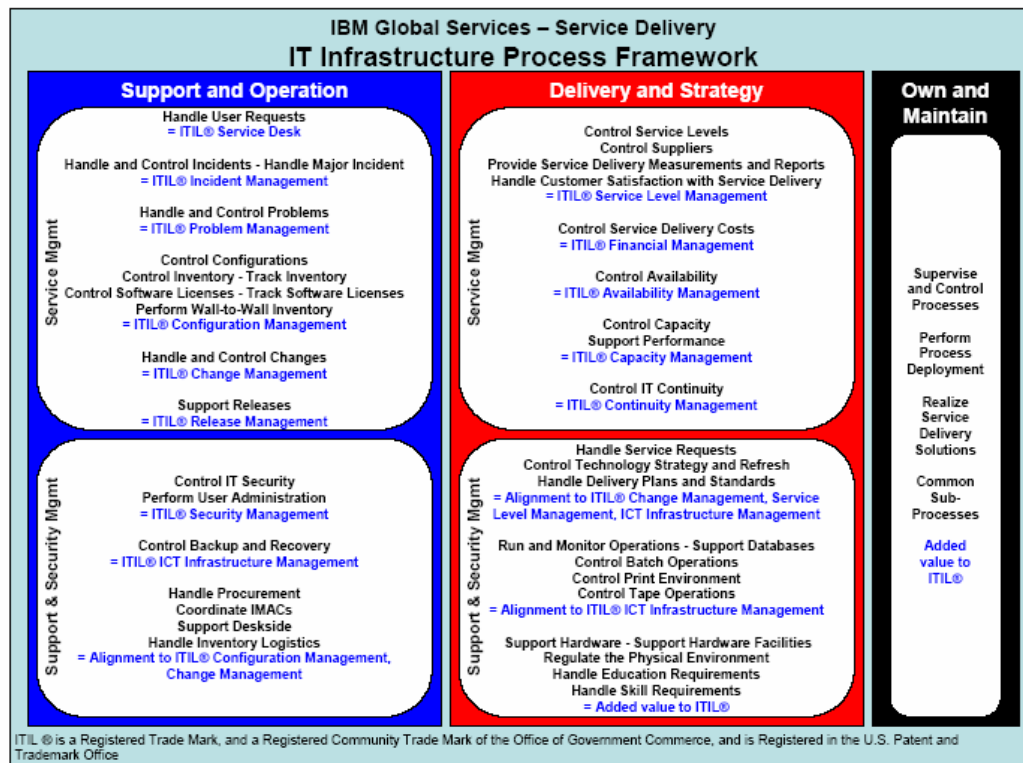 IBM Global Services – Service Delivery
IT Infrastructure Process Framework
Support and Operation
Service Mgmt
Handle User Requests
= ITIL® Service Desk
Handle and Control Incidents - Handle Major Incident
= ITIL® Incident Management
Handle and Control Problems
= ITIL® Problem Management
Control Configurations
Control Inventory - Track Inventory
Control Software Licenses - Track Software Licenses
Perform Wall-to-Wall Inventory
= ITIL® Configuration Management
Handle and Control Changes
= ITIL® Change Management
Support Releases
= ITIL® Release Management
Support & Security Mgmt
Control IT Security
Perform User Administration
= ITIL® Security Management
Control Backup and Recovery
= ITIL® ICT Infrastructure Management
Handle Procurement
Coordinate IMACs
Support Deskside
Handle Inventory Logistics
= Alignment to ITIL® Configuration Management,
Change Management
Delivery and Strategy
Service Mgmt
Control Service Levels
Control Suppliers
Provide Service Delivery Measurements and Reports
Handle Customer Satisfaction with Service Delivery
= ITIL® Service Level Management
Control Service Delivery Costs
= ITIL® Financial Management
Control Availability
= ITIL® Availability Management
Control Capacity
Support Performance
= ITIL® Capacity Management
Control IT Continuity
= ITIL® Continuity Management
Support & Security Mgmt
Handle Service Requests
Control Technology Strategy and Refresh
Handle Delivery Plans and Standards
= Alignment to ITIL® Change Management, Service
Level Management, ICT Infrastructure Management
Run and Monitor Operations - Support Databases
Control Batch Operations
Control Print Environment
Control Tape Operations
= Alignment to ITIL® ICT Infrastructure Management
Support Hardware - Support Hardware Facilities
Regulate the Physical Environment
Handle Education Requirements
Handle Skill Requirements
= Added value to ITIL®
Own and
Maintain
Supervise
and Control
Processes
Perform
Process
Deployment
Realize
Service
Delivery
Solutions
Common
Sub-
Processes
Added
value to
ITIL®
ITIL ® is a Registered Trade Mark, and a Registered Community Trade Mark of the Office of Government Commerce, and is Registered in the U.S. Patent and
Trademark Office